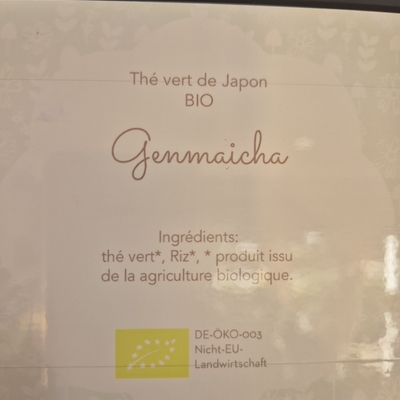 Thé vert de Japon
BIO
Genmaicha
Ingrédients:
thé vert*, Riz*, * produit issu
de la agriculture biologique.
DE-ÖKO-003
Nicht-EU-
Landwirtschaft